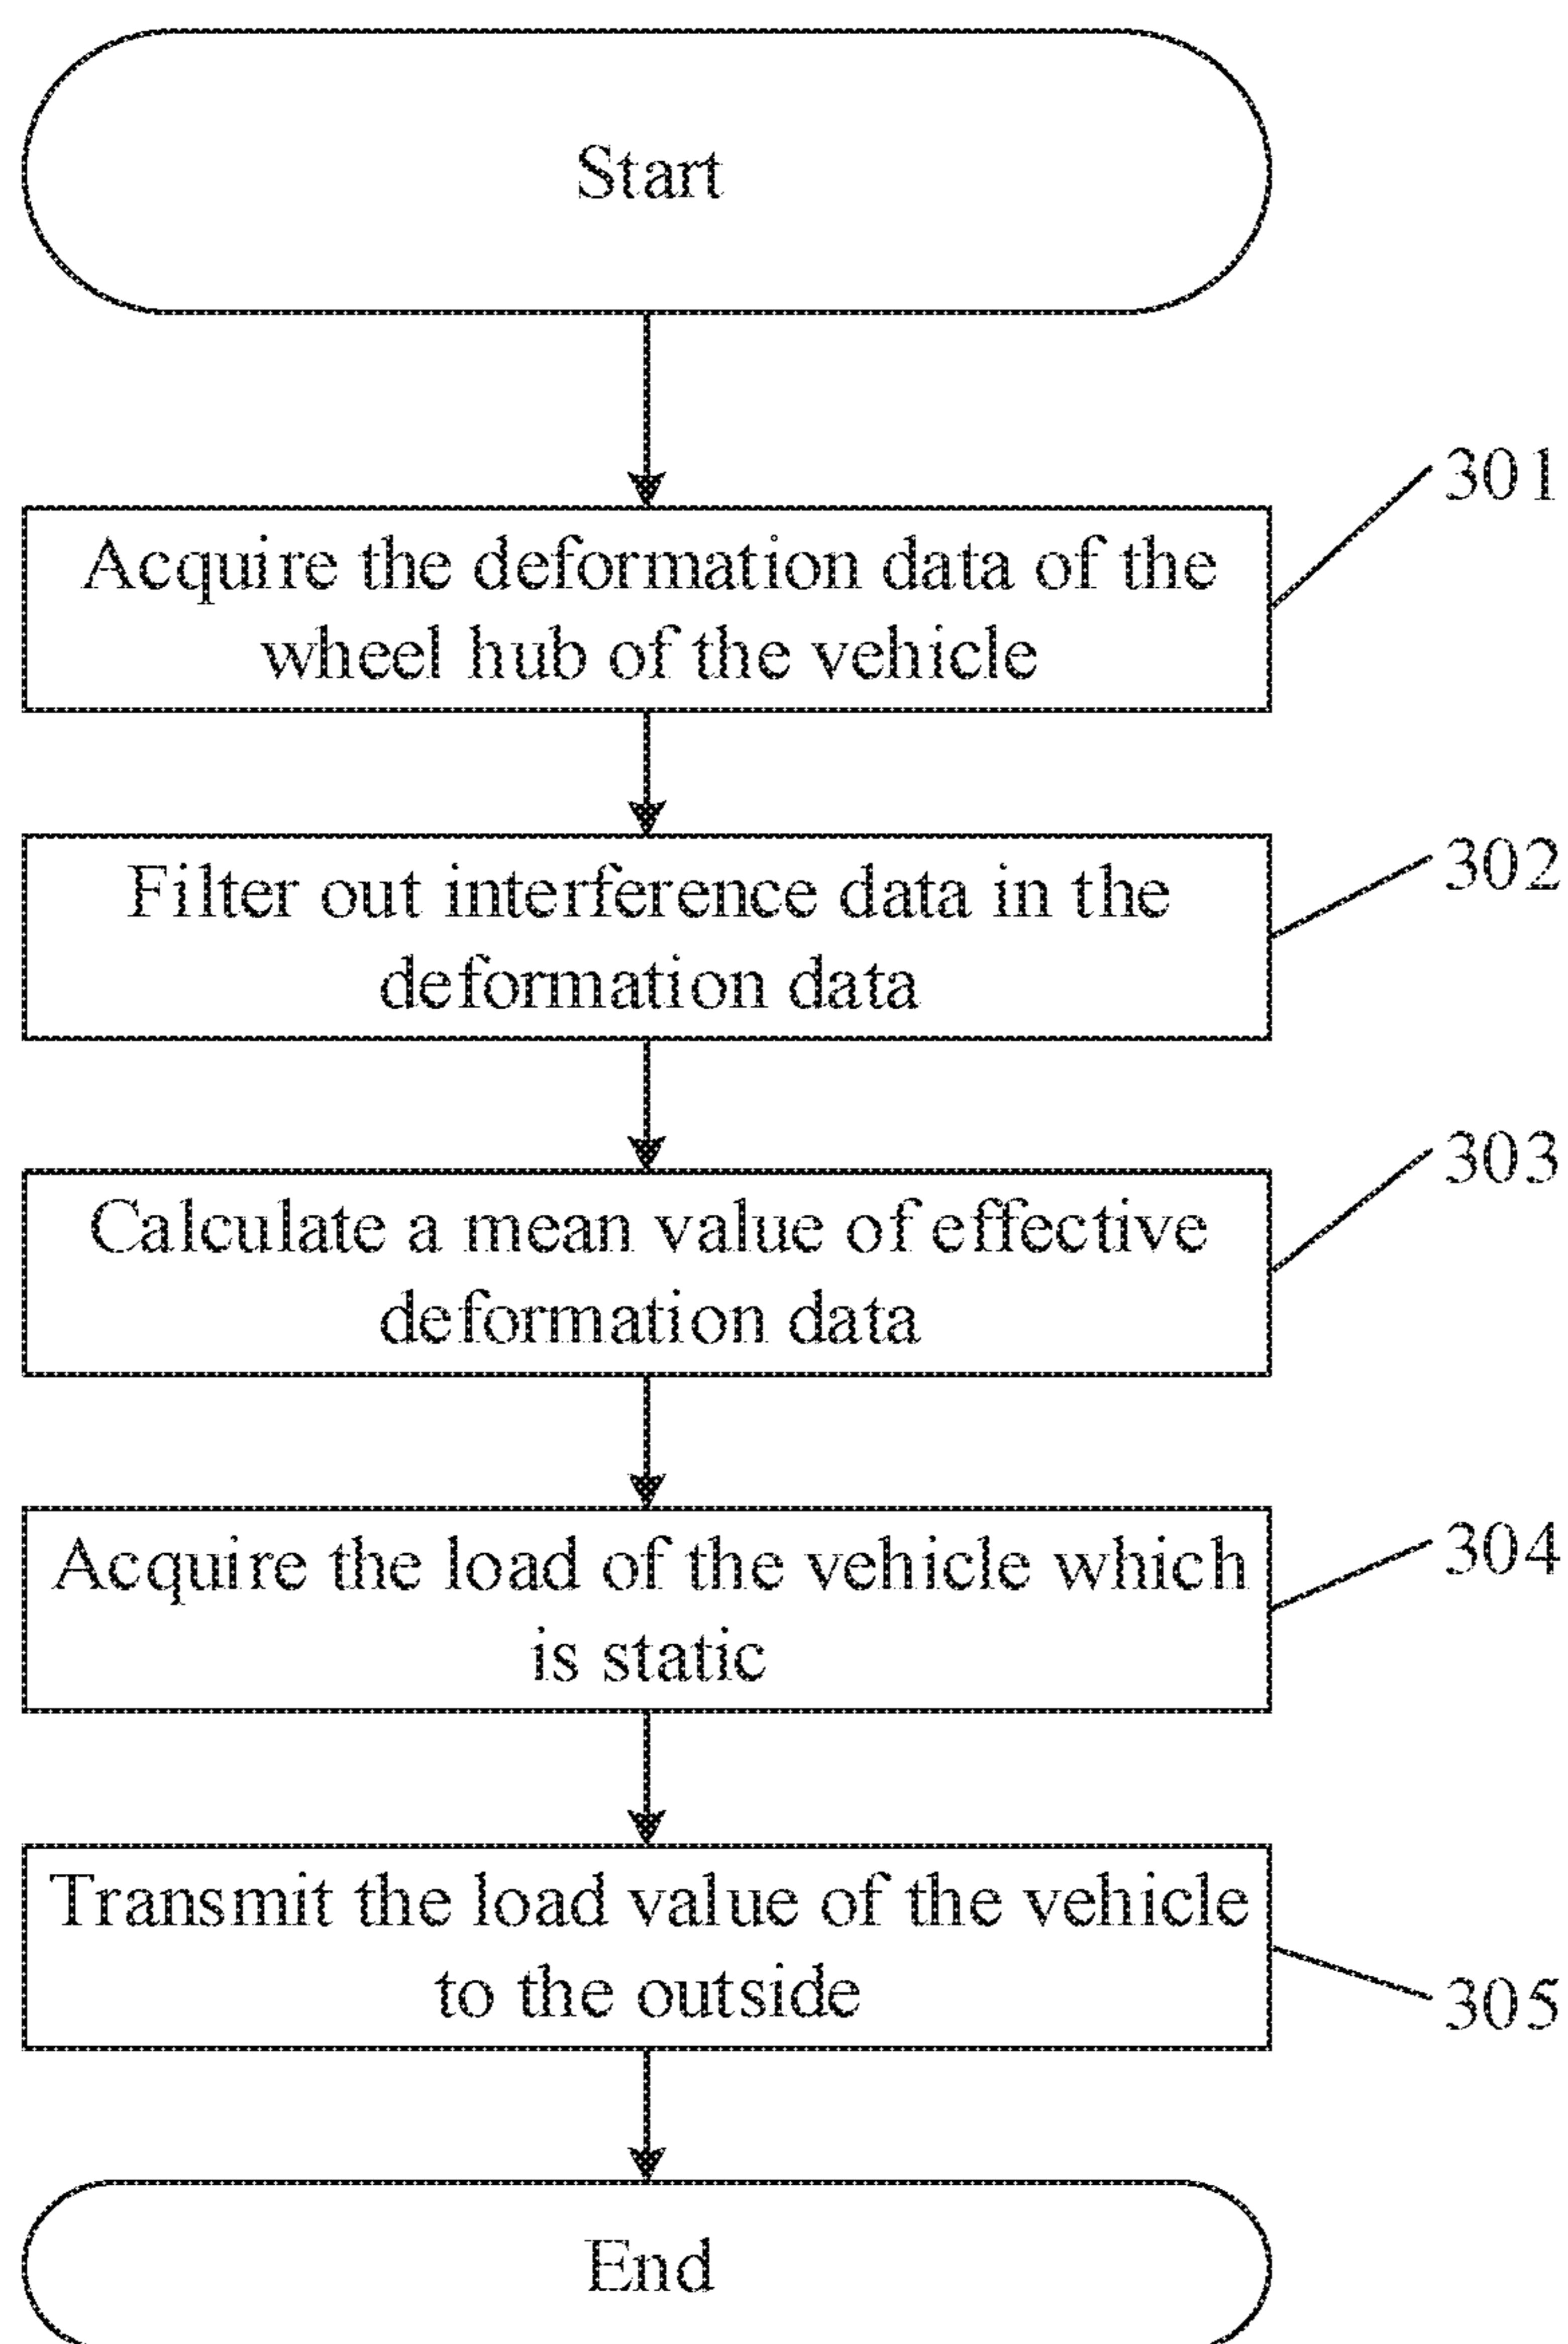 Start
301
Acquire the deformation data of the
wheel hub of the vehicle
302
Filter out interference data in the
deformation data
303
Calculate a mean value of effective
deformation data
304
Acquire the load of the vehicle which
is static
Transmit the load value of the vehicle
to the outside
305
End